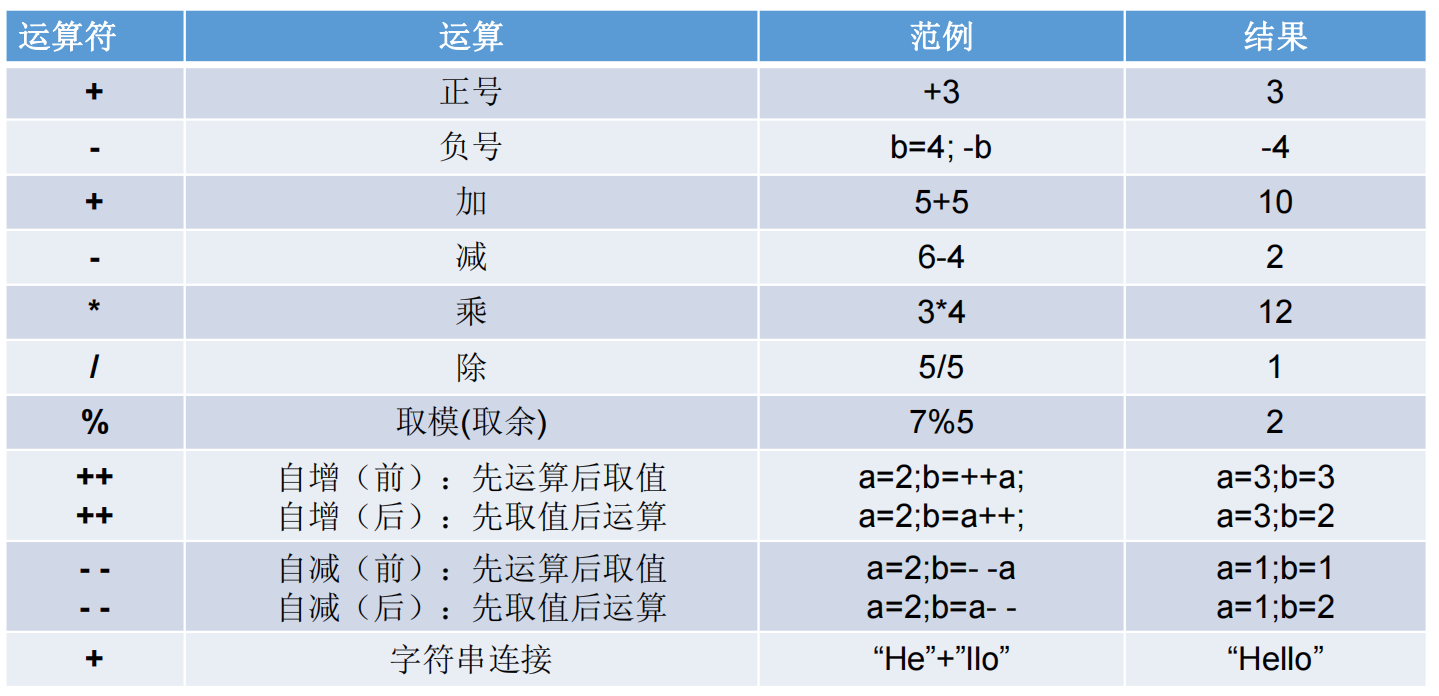 运算符 运算 范例 结果
+ 正号 +3 3
- 负号 b=4; -b -4
+ 加 5+5 10
- 减 6-4 2
* 乘 3*4 12
/ 除 5/5 1
% 取模(取余) 7%5 2
++ 自增（前）：先运算后取值 a=2;b=++a; a=3;b=3
++ 自增（后）：先取值后运算 a=2;b=a++; a=3;b=2
- - 自减（前）：先运算后取值 a=2;b=- -a a=1;b=1
- - 自减（后）：先取值后运算 a=2;b=a- - a=1;b=2
+ 字符串连接 “He”+”llo” “Hello”